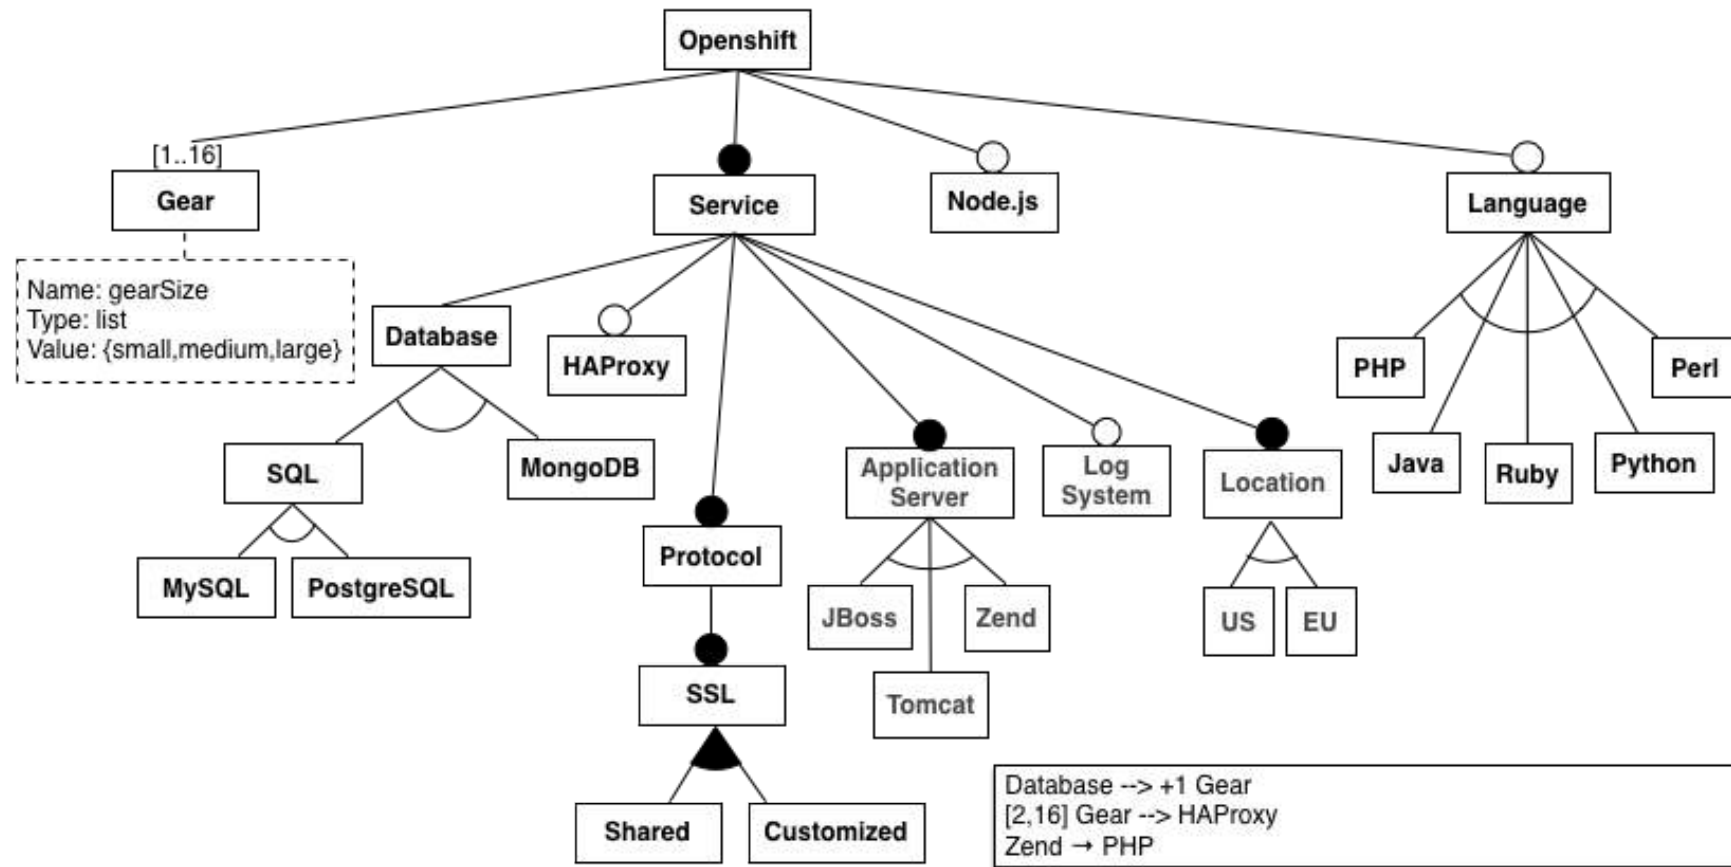 Openshift
[1..16]
Gear
Service
Node.js
Language
Name: gearSize
Type: list
Value: {small,medium,large}
Database
HAProxy
PHP
Perl
SQL
MongoDB
Application
Server
Log
System
Location
Java
Ruby
Python
MySQL
PostgreSQL
Protocol
JBoss
Zend
US
EU
SSL
Tomcat
Shared
Customized
Database --> +1 Gear
[2,16] Gear --> HAProxy
Zend → PHP